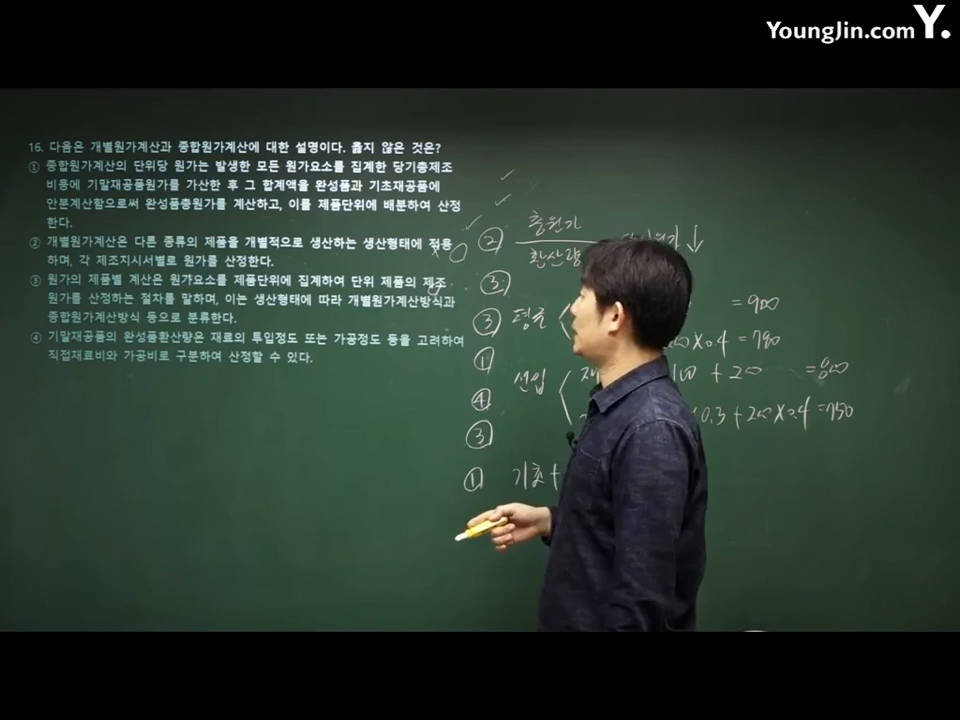 YoungJin.com Y.
16. 다음은 개별원가계산과 종합원가계산에 대한 설명이다. 옳지 않은 것은?
① 종합원가계산의 단위당 원가는 발생한 모든 원가요소를 집계한 당기총제조
비용에 기말재공품원가를 가산한 후 그 합계액을 완성품과 기초재공품에
안분계산함으로써 완성품총원가를 계산하고, 이를 제품단위에 배분하여 산정
한다.
② 개별원가계산은 다른 종류의 제품을 개별적으로 생산하는 생산형태에 적용
하며, 각 제조지시서별로 원가를 산정한다.
③ 원가의 제품별 계산은 원가요소를 제품단위에 집계하여 단위 제품의 제조
원가를 산정하는 절차를 말하며, 이는 생산형태에 따라 개별원가계산방식과
종합원가계산방식 등으로 분류한다.
④ 기말재공품의 완성품환산량은 재료의 투입정도 또는 가공정도 등을 고려하여
직접재료비와 가공비로 구분하여 산정할 수 있다.
② 총원가
환산량 ↓
③
③ 평균 =900
×0.4 =780
①
선입 100 +200 =800
④
0.3 +200×0.4 =750
③
① 기초+